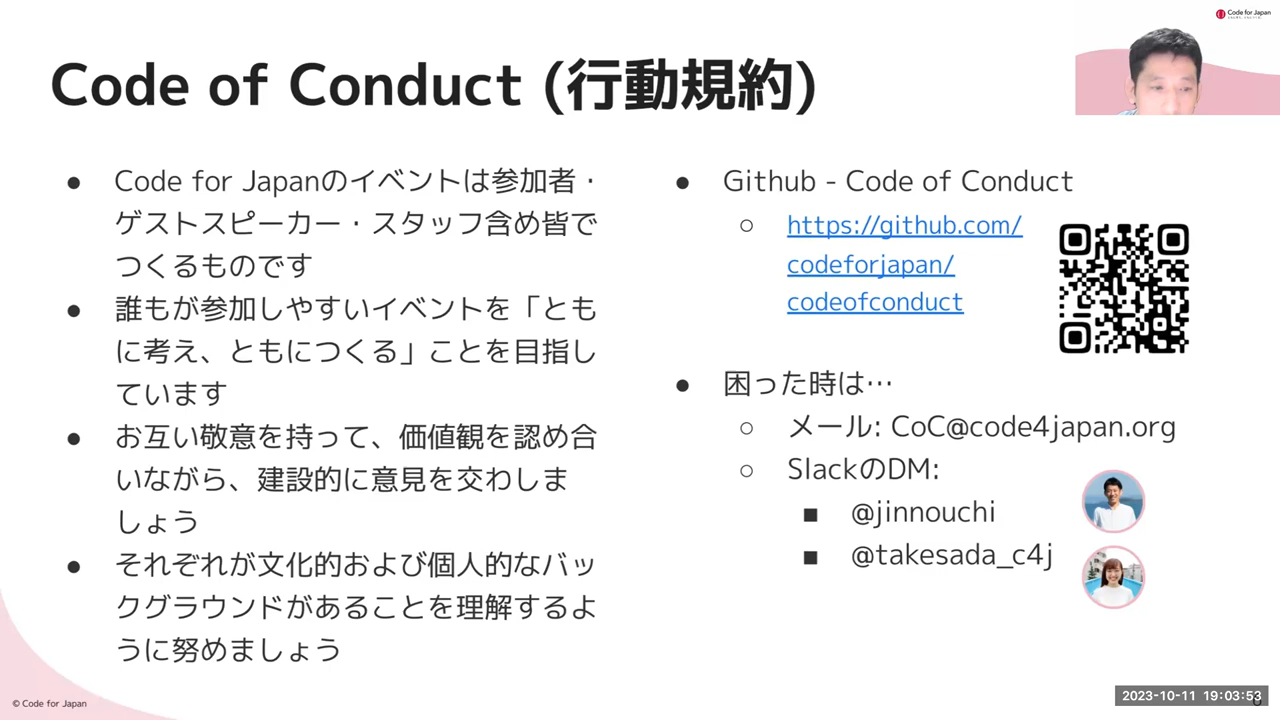 Code for Japan
Code of Conduct (行動規約)
● Code for Japanのイベントは参加者・
ゲストスピーカー・スタッフ含め皆で
つくるものです
● 誰もが参加しやすいイベントを「とも
に考え、ともにつくる」ことを目指し
ています
● お互い敬意を持って、価値観を認め合
いながら、建設的に意見を交わしま
しょう
● それぞれが文化的および個人的なバッ
クグラウンドがあることを理解するよ
うに努めましょう
● Github - Code of Conduct
○ https://github.com/
codeforjapan/
codeofconduct
● 困った時は…
○ メール: CoC@code4japan.org
○ SlackのDM:
■ @jinnouchi
■ @takesada_c4j
© Code for Japan
2023-10-11 19:03:53